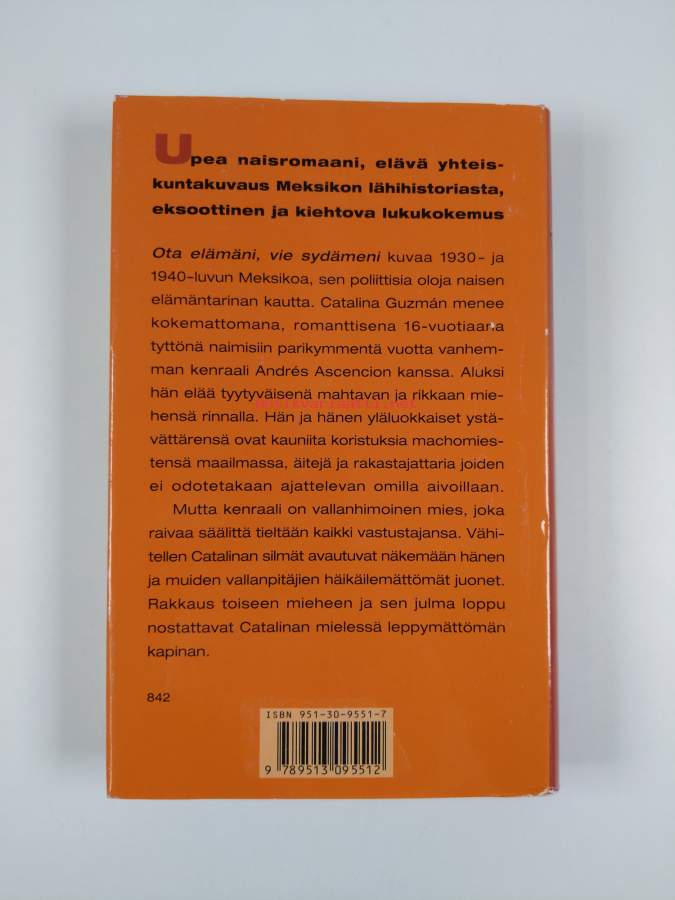 Upea naisromaani, elävä yhteis-
kuntakuvaus Meksikon lähihistoriasta,
eksoottinen ja kiehtova lukukokemus
Ota elämäni, vie sydämeni kuvaa 1930- ja
1940-luvun Meksikoa, sen poliittisia oloja naisen
elämäntarinan kautta. Catalina Guzmán menee
kokemattomana, romanttisena 16-vuotiaana
tyttönä naimisiin parikymmentä vuotta vanhem-
man kenraali Andrés Ascencion kanssa. Aluksi
hän elää tyytyväisenä mahtavan ja rikkaan mie-
hensä rinnalla. Hän ja hänen yläluokkaiset ystä-
vättärensä ovat kauniita koristuksia machomies-
tensä maailmassa, äitejä ja rakastajattaria joiden
ei odotetakaan ajattelevan omilla aivoillaan.
Mutta kenraali on vallanhimoinen mies, joka
raivaa säälittä tieltään kaikki vastustajansa. Vähi-
tellen Catalinan silmät avautuvat näkemään hänen
ja muiden vallanpitäjien häikäilemättömät juonet.
Rakkaus toiseen mieheen ja sen julma loppu
nostattavat Catalinan mielessä leppymättömän
kapinan.
842
ISBN 951-30-9551-7
9 789513 095512